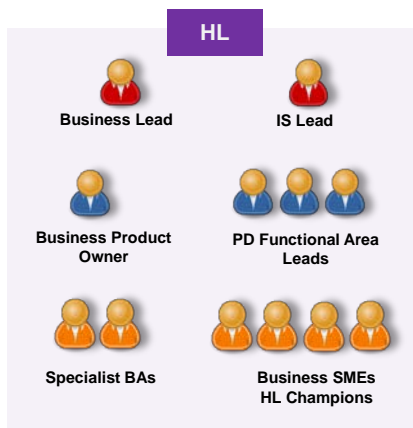 HL
Business Lead
IS Lead
Business Product
Owner
PD Functional Area
Leads
Specialist BAs
Business SMEs
HL Champions